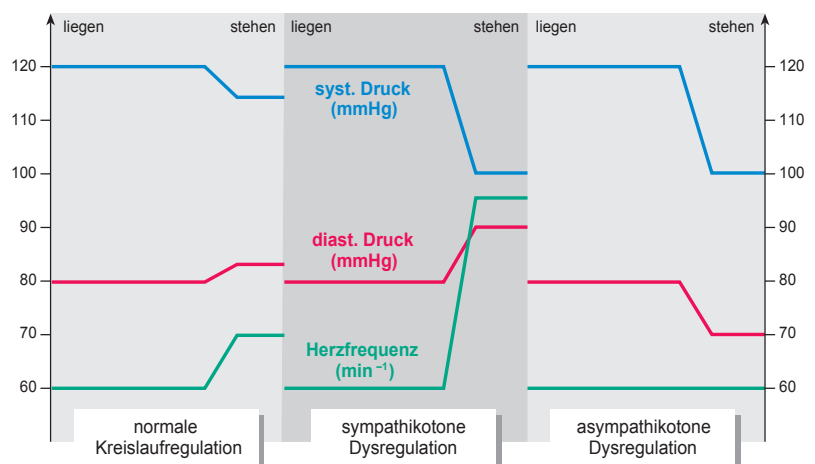 liegen stehen liegen stehen liegen stehen
120 120
syst. Druck
(mmHg)
110 110
100 100
90 90
diast. Druck
(mmHg)
80 80
70 70
Herzfrequenz
(min⁻¹)
60 60
normale
Kreislaufregulation
sympathikotone
Dysregulation
asympathikotone
Dysregulation